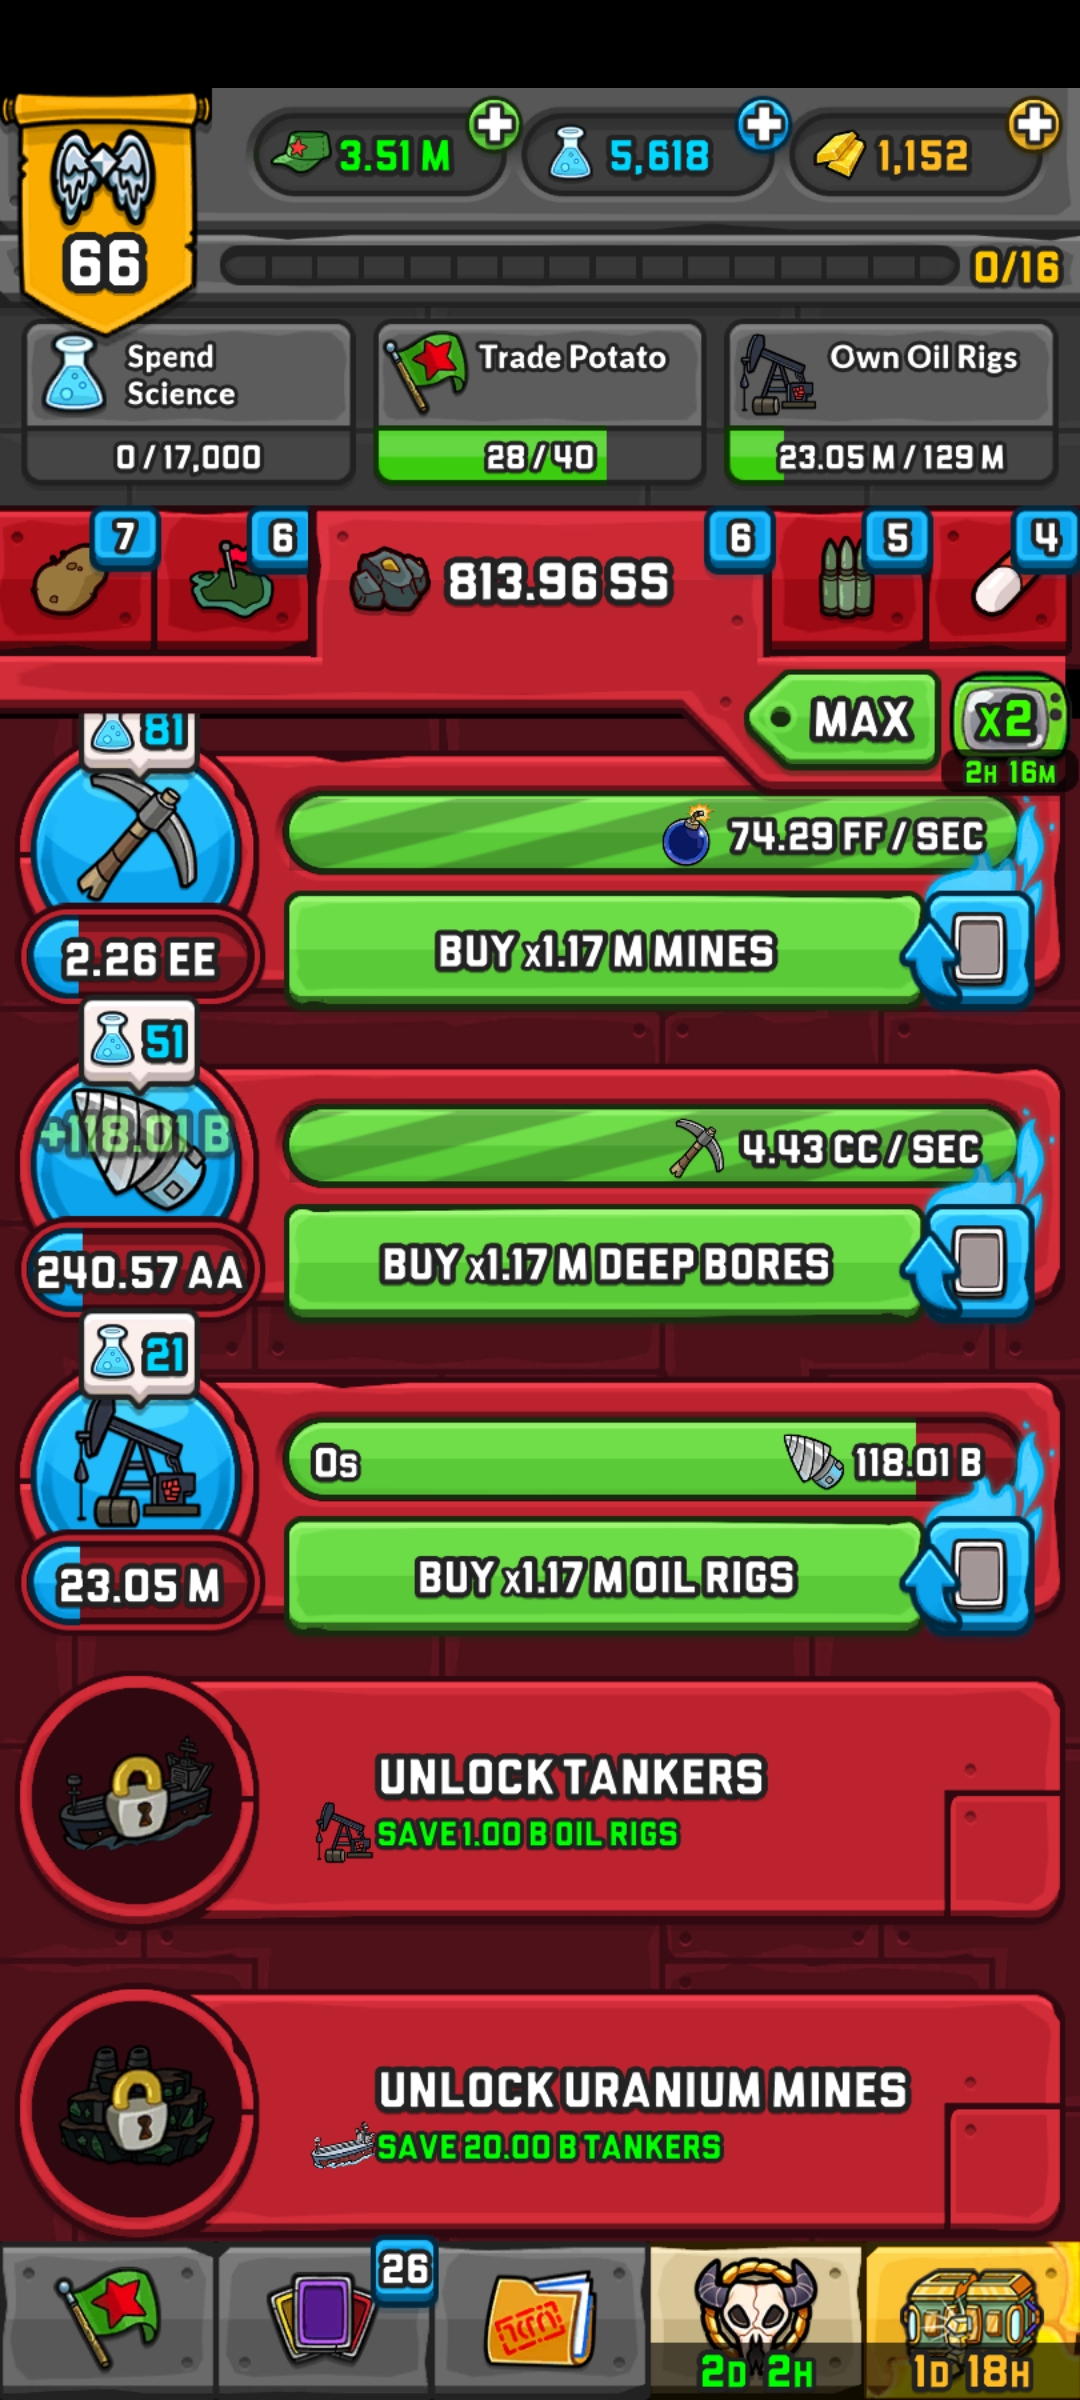 3.51 M
5,618
1,152
66
0/16
Spend
Science
0 / 17,000
Trade Potato
28 / 40
Own Oil Rigs
23.05 M / 129 M
7
6
813.96 SS
6
5
4
MAX
x2
2H 16M
81
74.29 FF / SEC
2.26 EE
BUY x1.17 M MINES
51
+118.01 B
4.43 CC / SEC
240.57 AA
BUY x1.17 M DEEP BORES
21
0s
118.01 B
23.05 M
BUY x1.17 M OIL RIGS
UNLOCK TANKERS
SAVE 1.00 B OIL RIGS
UNLOCK URANIUM MINES
SAVE 20.00 B TANKERS
26
2D 2H
1D 18H